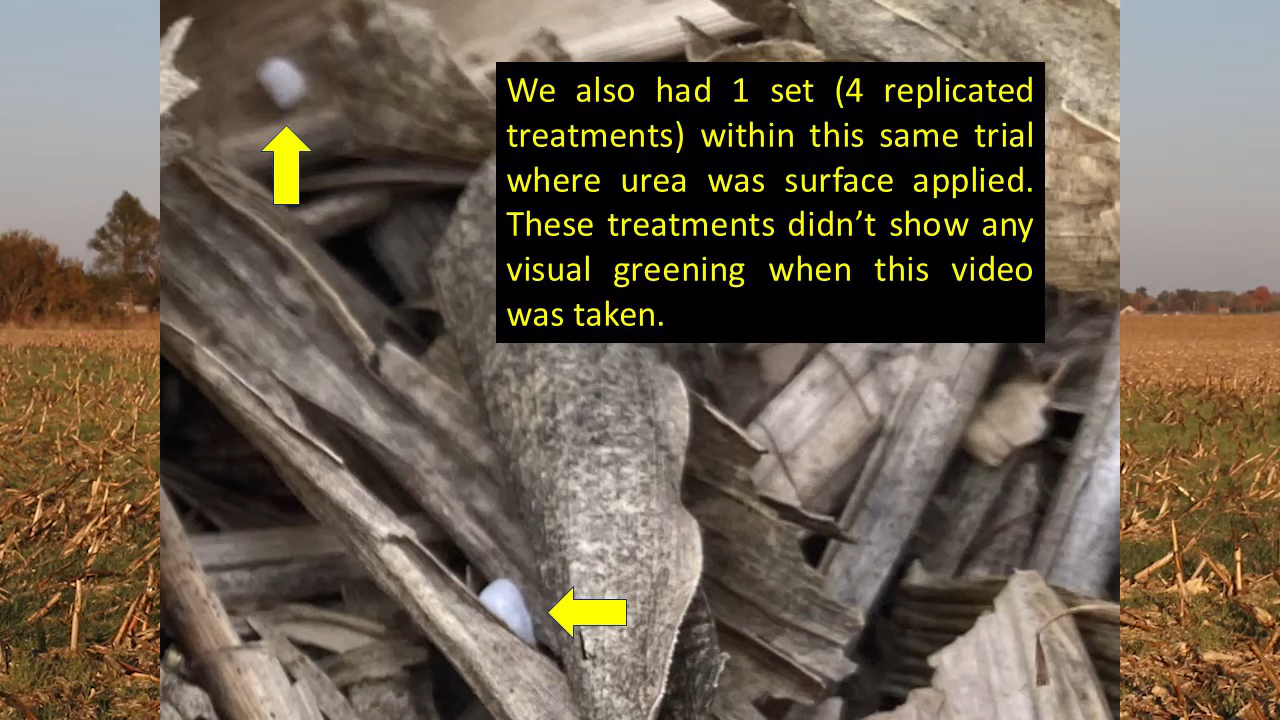 We also had 1 set (4 replicated
treatments) within this same trial
where urea was surface applied.
These treatments didn’t show any
visual greening when this video
was taken.